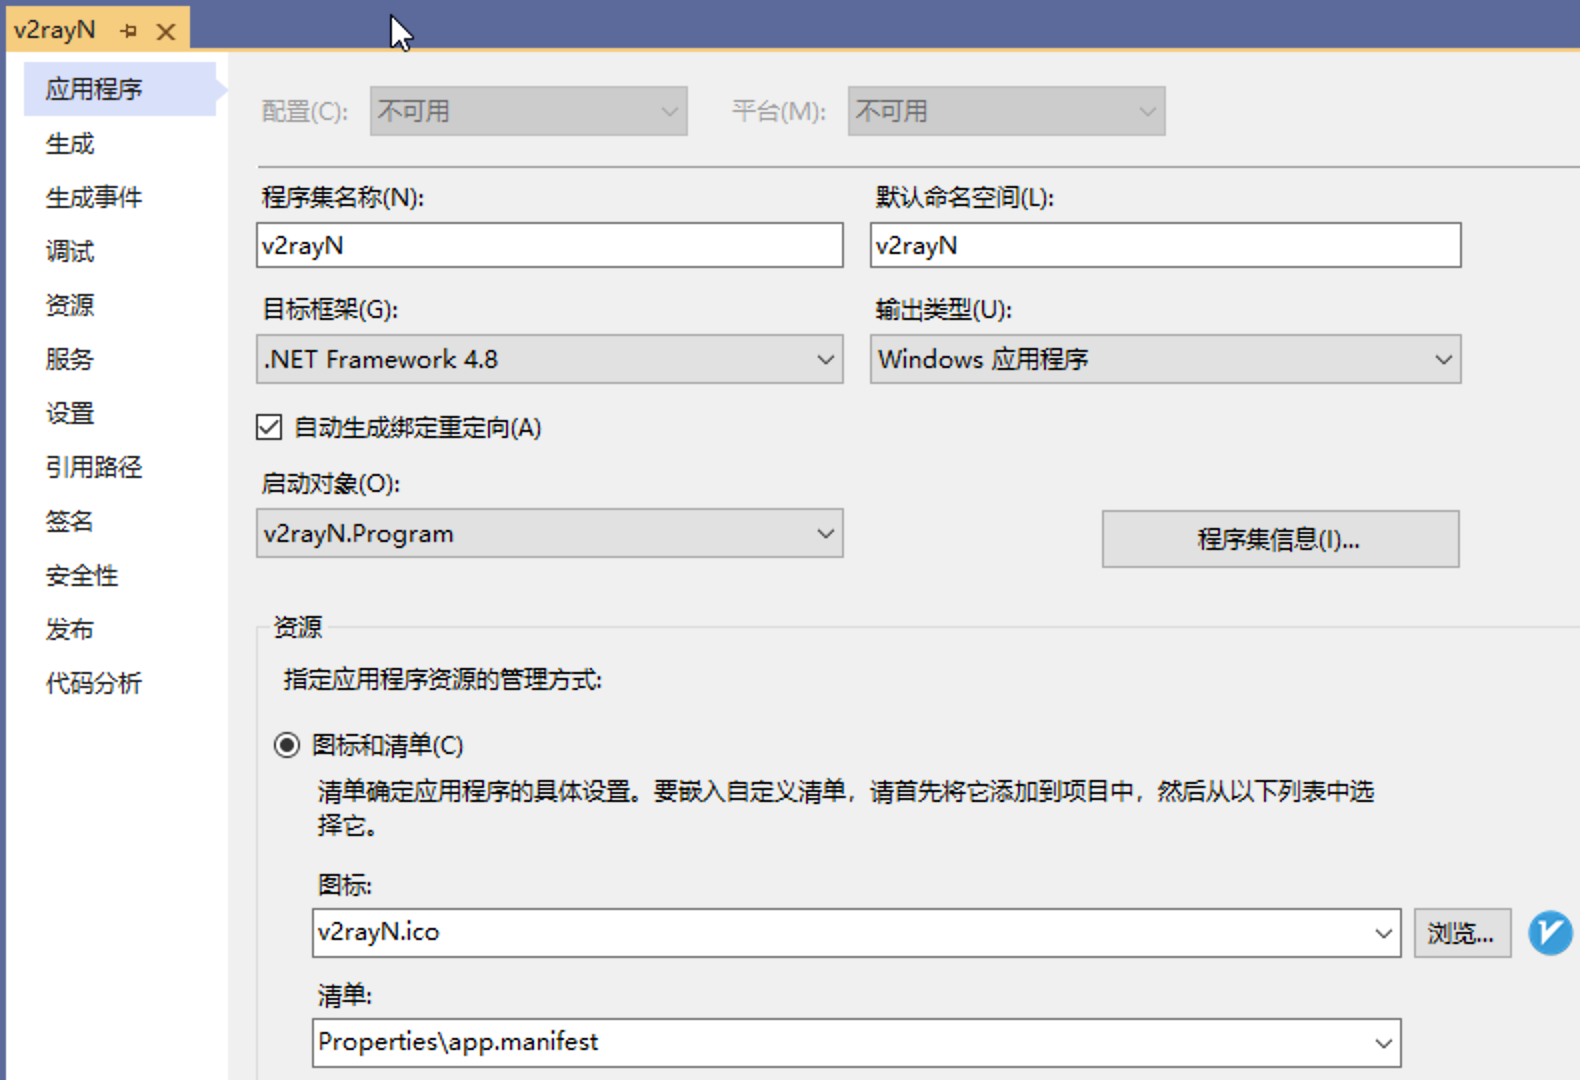 v2rayN
应用程序
生成
生成事件
调试
资源
服务
设置
引用路径
签名
安全性
发布
代码分析
配置(C): 不可用 平台(M): 不可用
程序集名称(N): 默认命名空间(L):
v2rayN v2rayN
目标框架(G): 输出类型(U):
.NET Framework 4.8 Windows 应用程序
自动生成绑定重定向(A)
启动对象(O):
v2rayN.Program 程序集信息(I)...
资源
指定应用程序资源的管理方式:
图标和清单(C)
清单确定应用程序的具体设置。要嵌入自定义清单，请首先将它添加到项目中，然后从以下列表中选
择它。
图标:
v2rayN.ico 浏览...
清单:
Properties\app.manifest